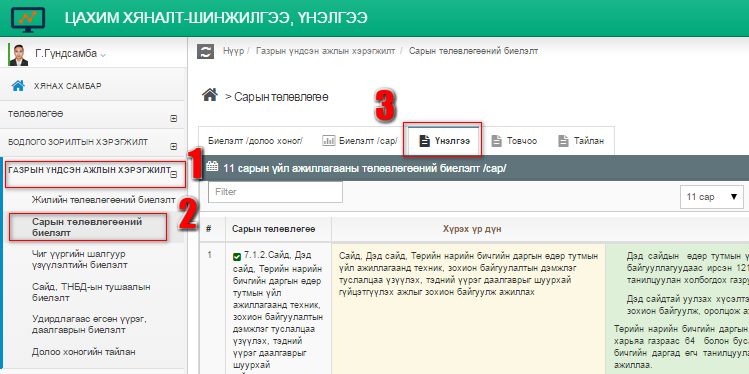 ЦАХИМ ХЯНАЛТ-ШИНЖИЛГЭЭ, ҮНЭЛГЭЭ
Г.Гүндсамба
Нүүр / Газрын үндсэн ажлын хэрэгжилт / Сарын төлөвлөгөөний биелэлт
ХЯНАХ САМБАР
ТӨЛӨВЛӨГӨӨ
БОДЛОГО ЗОРИЛТЫН ХЭРЭГЖИЛТ
1
ГАЗРЫН ҮНДСЭН АЖЛЫН ХЭРЭГЖИЛТ
Жилийн төлөвлөгөөний биелэлт
2
Сарын төлөвлөгөөний
биелэлт
Чиг үүргийн шалгуур
үзүүлэлтийн биелэлт
Сайд, ТНБД-ын тушаалын
биелэлт
Удирдлагаас өгсөн үүрэг,
даалгаврын биелэлт
Долоо хоногийн тайлан
> Сарын төлөвлөгөө
3
Биелэлт /долоо хоног/
Биелэлт /сар/
Үнэлгээ
Товчоо
Тайлан
11 сарын үйл ажиллагааны төлөвлөгөөний биелэлт /сар/
Filter
11 сар
#
Сарын төлөвлөгөө
Хүрэх үр дүн
1
7.1.2.Сайд, Дэд
сайд, Төрийн нарийн
бичгийн даргын өдөр
тутмын үйл
ажиллагаанд техник,
зохион байгуулалтын
дэмжлэг туслалцаа
үзүүлэх, тэдний
үүрэг даалгаврыг
шуурхай
Сайд, Дэд сайд, Төрийн нарийн бичгийн даргын өдөр тутмын
үйл ажиллагаанд техник, зохион байгуулалтын дэмжлэг
туслалцаа үзүүлэх, тэдний үүрэг даалгаврыг шуурхай
гүйцэтгүүлэх ажлыг зохион байгуулж ажиллах
Дэд сайдын өдөр тутмын ү
байгууллагуудаас ирсэн 121
танилцуулан холбогдох газру
Дэд сайдтай уулзах хүсэлтэ
зохион байгуулж, оролцож а
Төрийн нарийн бичгийн даргын
харьяа газраас 64 болон бус
бичгийн даргад өгч танилцуула
ажиллаа.